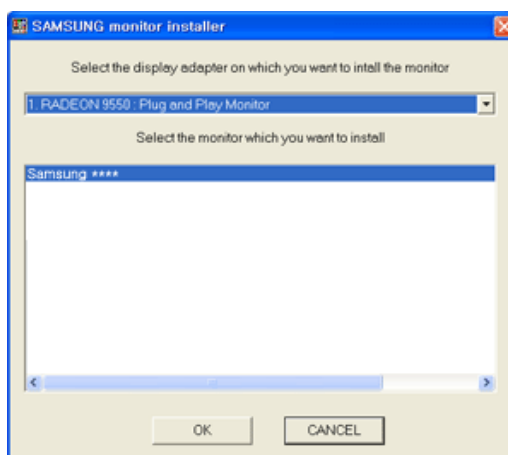 SAMSUNG monitor installer
Select the display adapter on which you want to intall the monitor
1. RADEON 9550 : Plug and Play Monitor
Select the monitor which you want to install
Samsung ****
OK
CANCEL